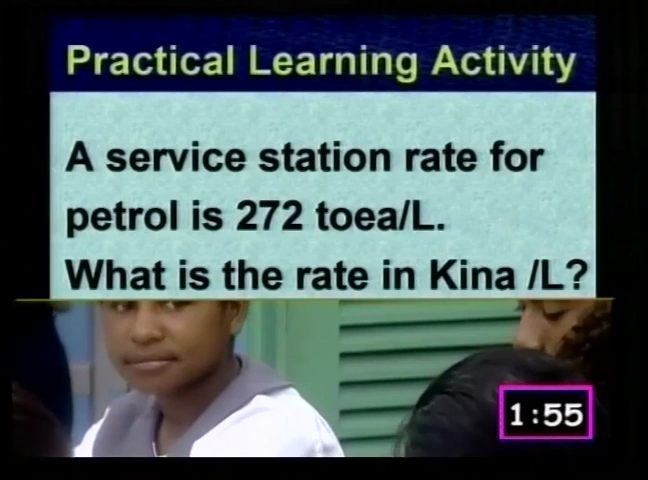 Practical Learning Activity
A service station rate for
petrol is 272 toea/L.
What is the rate in Kina /L?
1:55